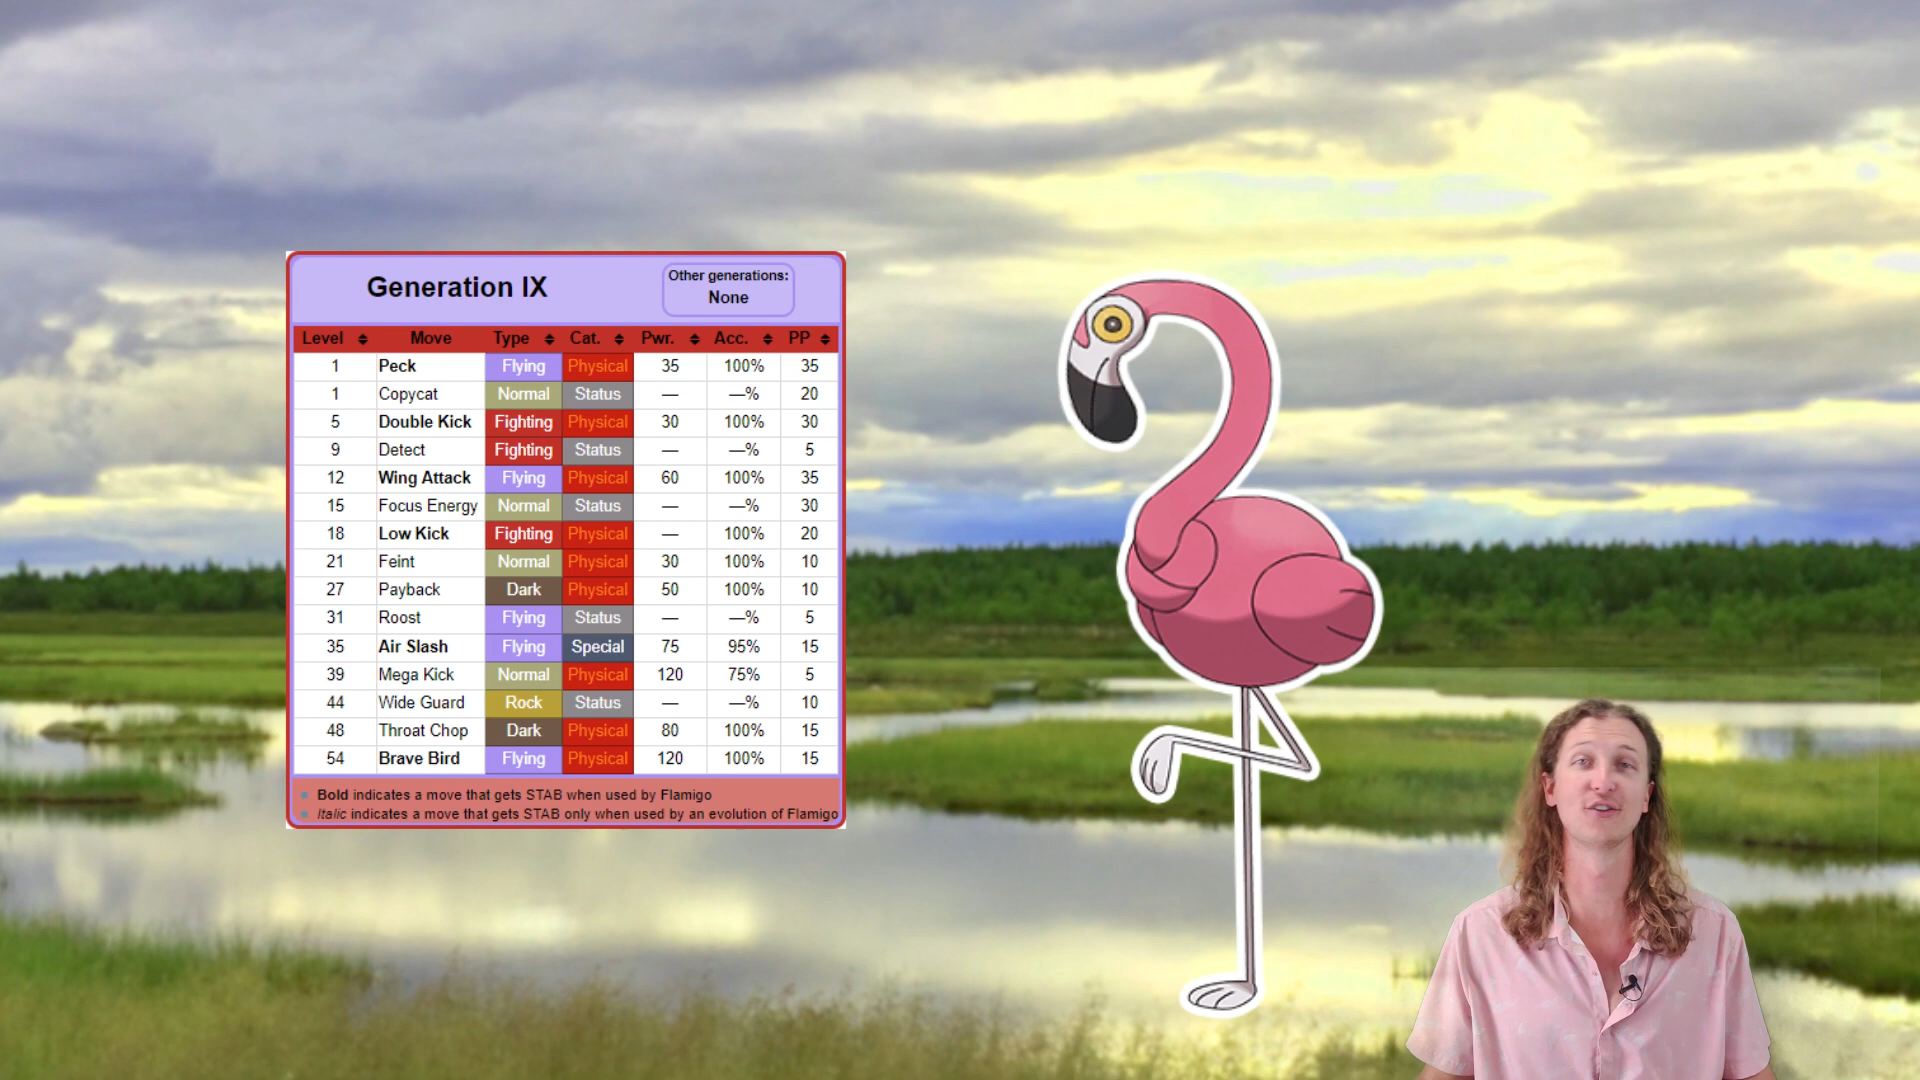 Generation IX
Other generations:
None
Level Move Type Cat. Pwr. Acc. PP
1 Peck Flying Physical 35 100% 35
1 Copycat Normal Status — —% 20
5 Double Kick Fighting Physical 30 100% 30
9 Detect Fighting Status — —% 5
12 Wing Attack Flying Physical 60 100% 35
15 Focus Energy Normal Status — —% 30
18 Low Kick Fighting Physical — 100% 20
21 Feint Normal Physical 30 100% 10
27 Payback Dark Physical 50 100% 10
31 Roost Flying Status — —% 5
35 Air Slash Flying Special 75 95% 15
39 Mega Kick Normal Physical 120 75% 5
44 Wide Guard Rock Status — —% 10
48 Throat Chop Dark Physical 80 100% 15
54 Brave Bird Flying Physical 120 100% 15
Bold indicates a move that gets STAB when used by Flamigo
Italic indicates a move that gets STAB only when used by an evolution of Flamigo